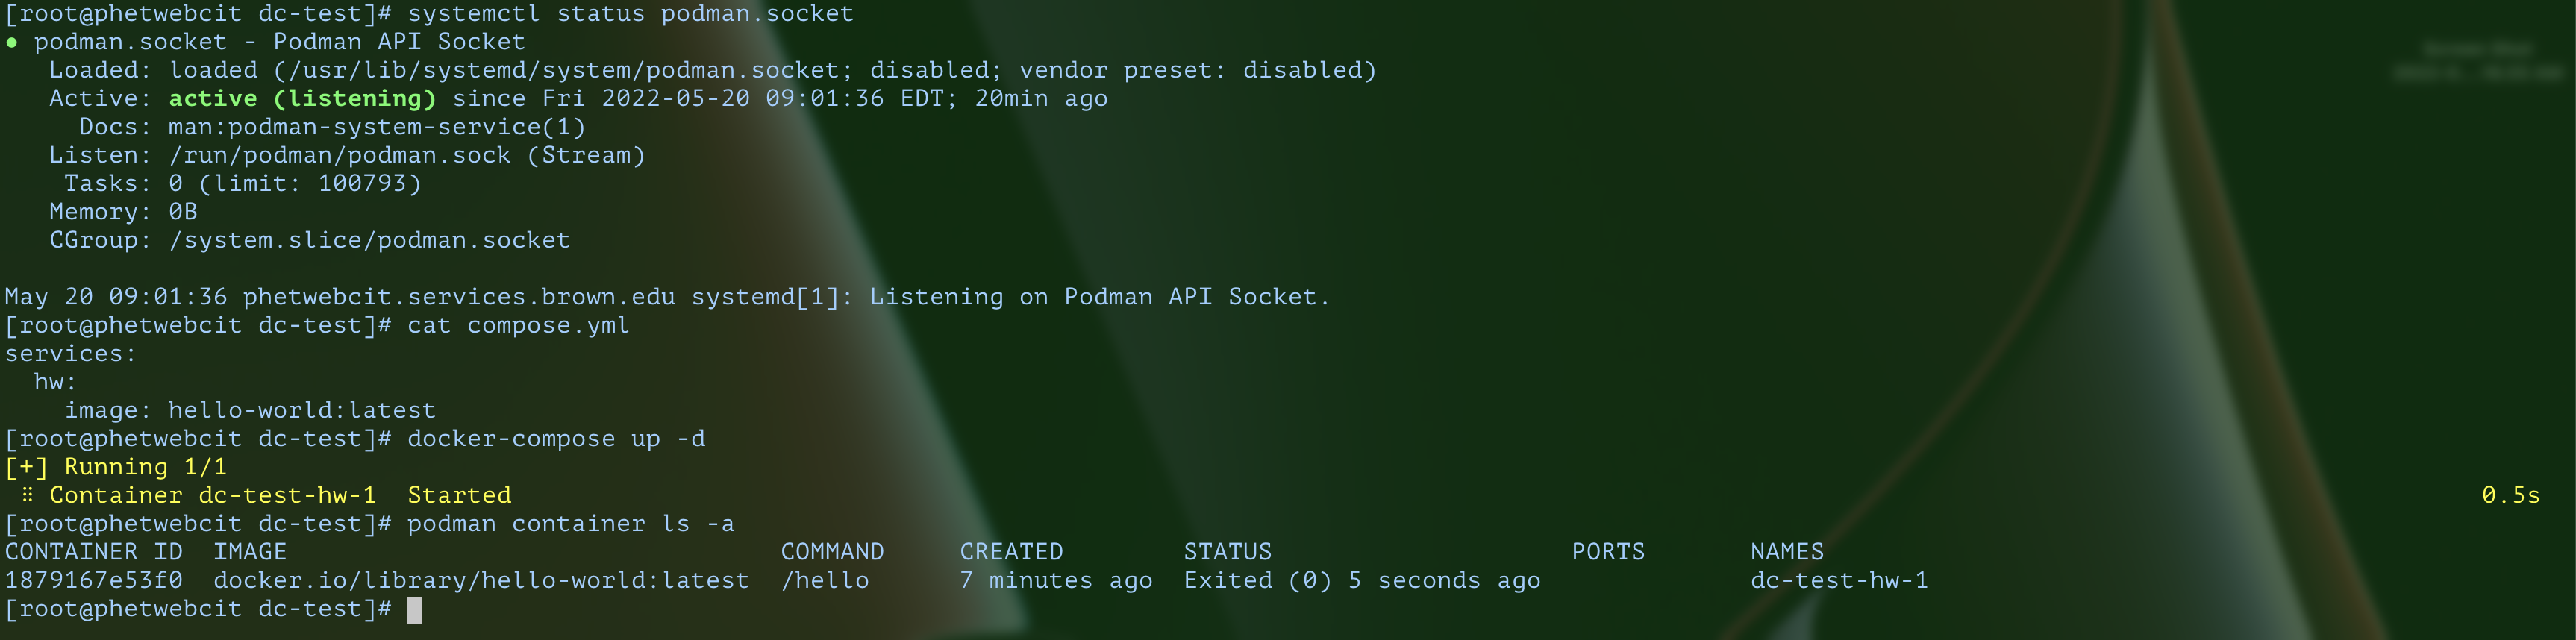 [root@phetwebcit dc-test]# systemctl status podman.socket
● podman.socket - Podman API Socket
   Loaded: loaded (/usr/lib/systemd/system/podman.socket; disabled; vendor preset: disabled)
   Active: active (listening) since Fri 2022-05-20 09:01:36 EDT; 20min ago
     Docs: man:podman-system-service(1)
   Listen: /run/podman/podman.sock (Stream)
    Tasks: 0 (limit: 100793)
   Memory: 0B
   CGroup: /system.slice/podman.socket
May 20 09:01:36 phetwebcit.services.brown.edu systemd[1]: Listening on Podman API Socket.
[root@phetwebcit dc-test]# cat compose.yml
services:
  hw:
    image: hello-world:latest
[root@phetwebcit dc-test]# docker-compose up -d
[+] Running 1/1
 ⠿ Container dc-test-hw-1  Started 0.5s
[root@phetwebcit dc-test]# podman container ls -a
CONTAINER ID  IMAGE                                 COMMAND     CREATED        STATUS                    PORTS       NAMES
1879167e53f0  docker.io/library/hello-world:latest  /hello      7 minutes ago  Exited (0) 5 seconds ago              dc-test-hw-1
[root@phetwebcit dc-test]#